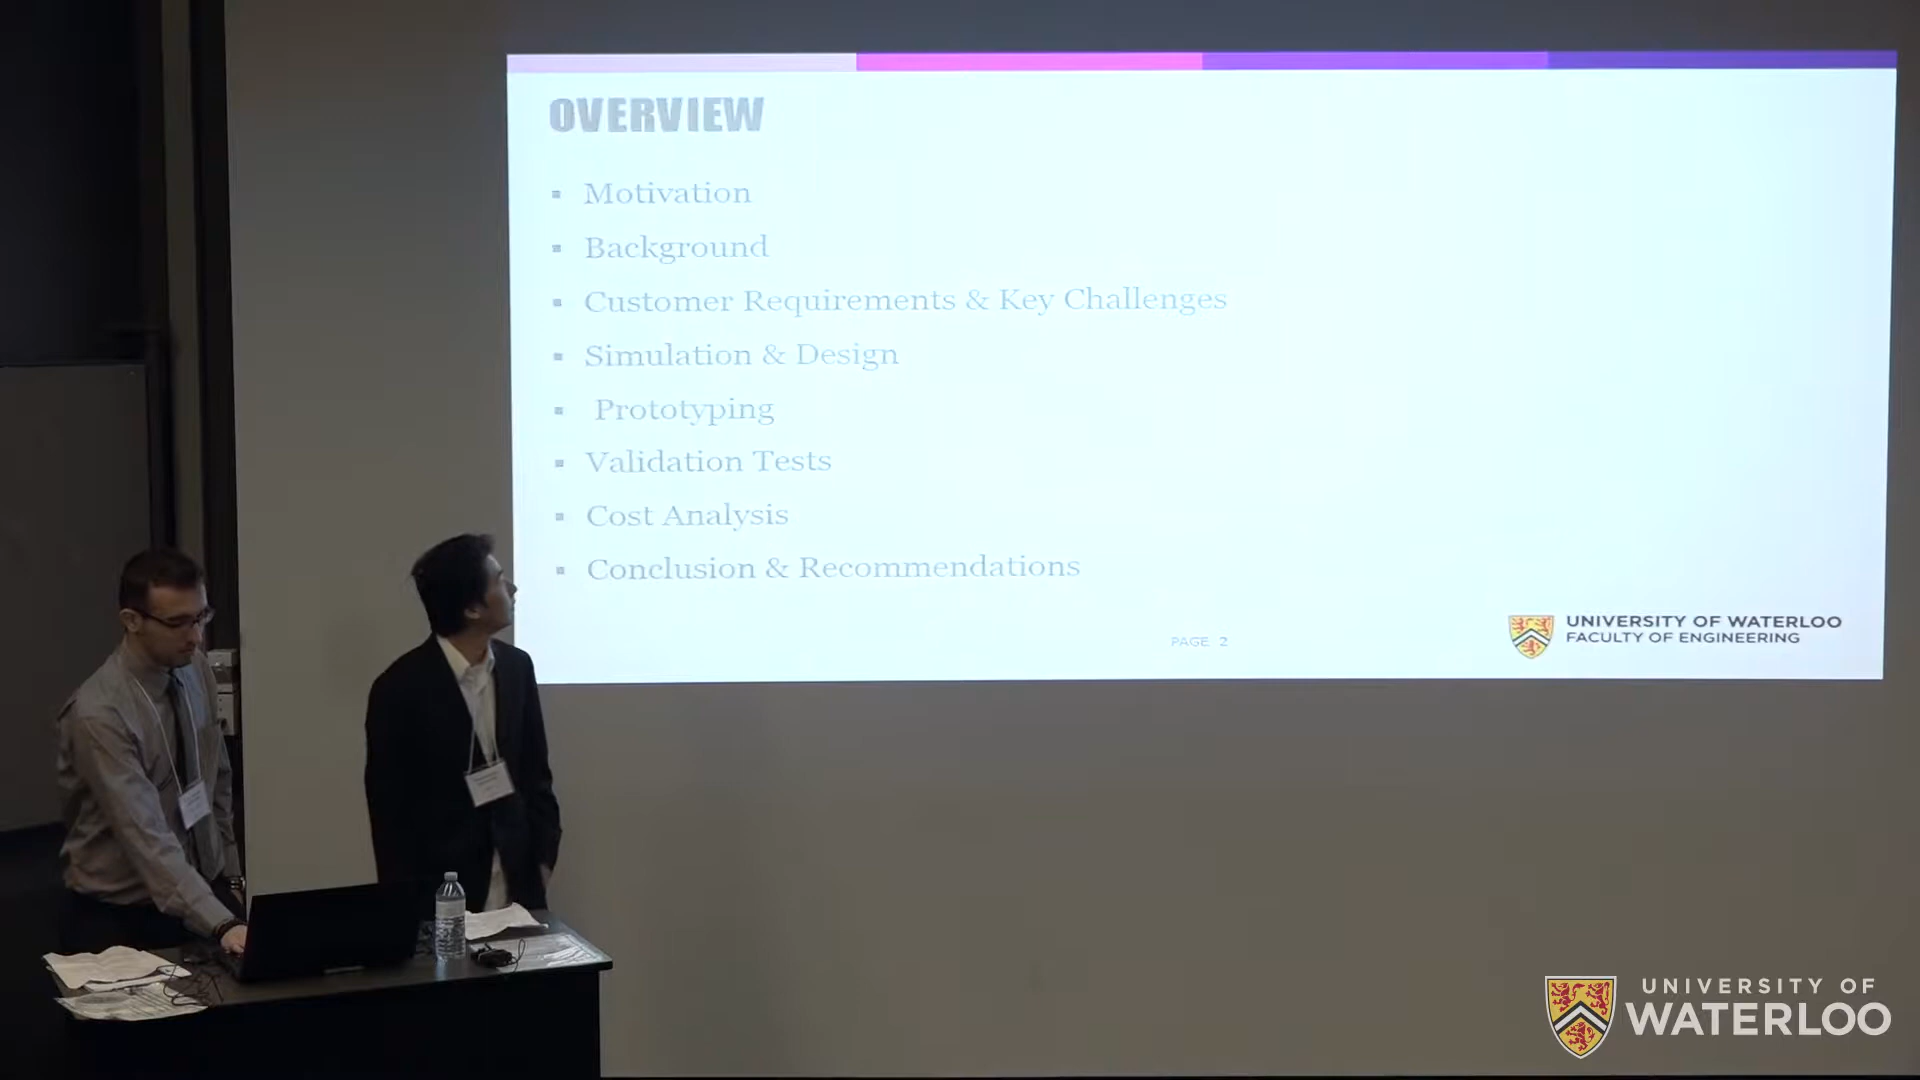 OVERVIEW
▪ Motivation
▪ Background
▪ Customer Requirements & Key Challenges
▪ Simulation & Design
▪ Prototyping
▪ Validation Tests
▪ Cost Analysis
▪ Conclusion & Recommendations
PAGE 2
UNIVERSITY OF WATERLOO
FACULTY OF ENGINEERING
UNIVERSITY OF
WATERLOO